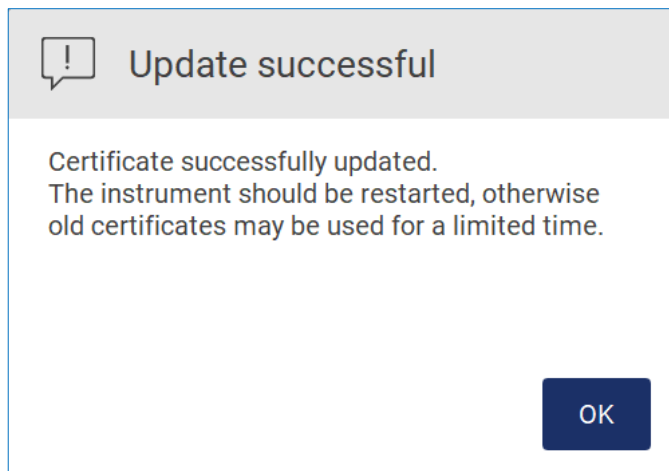 Update successful
Certificate successfully updated.
The instrument should be restarted, otherwise
old certificates may be used for a limited time.
OK